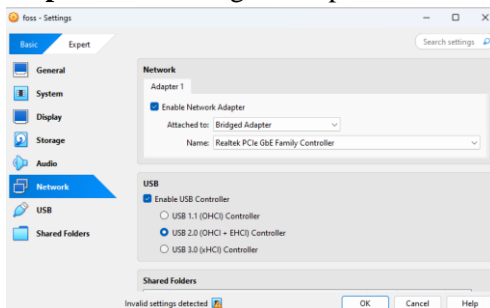 foss - Settings
Basic Expert
Search settings
General
System
Display
Storage
Audio
Network
USB
Shared Folders
Network
Adapter 1
Enable Network Adapter
Attached to: Bridged Adapter
Name: Realtek PCIe GbE Family Controller
USB
Enable USB Controller
USB 1.1 (OHCI) Controller
USB 2.0 (OHCI + EHCI) Controller
USB 3.0 (xHCI) Controller
Shared Folders
Invalid settings detected
OK Cancel Help